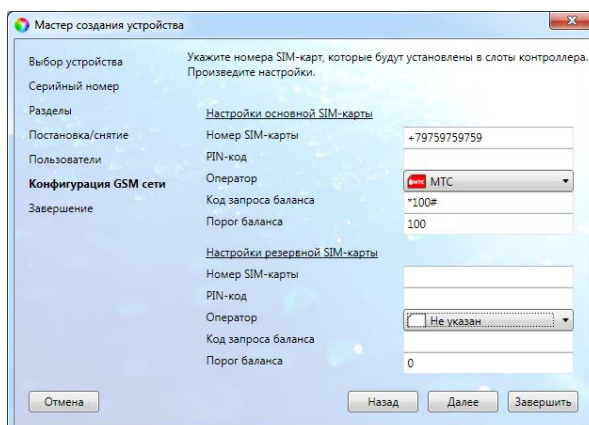 Мастер создания устройства
Выбор устройства
Серийный номер
Разделы
Постановка/снятие
Пользователи
Конфигурация GSM сети
Завершение
Укажите номера SIM-карт, которые будут установлены в слоты контроллера.
Произведите настройки.
Настройки основной SIM-карты
Номер SIM-карты +79759759759
PIN-код
Оператор МТС
Код запроса баланса *100#
Порог баланса 100
Настройки резервной SIM-карты
Номер SIM-карты
PIN-код
Оператор Не указан
Код запроса баланса
Порог баланса 0
Отмена Назад Далее Завершить